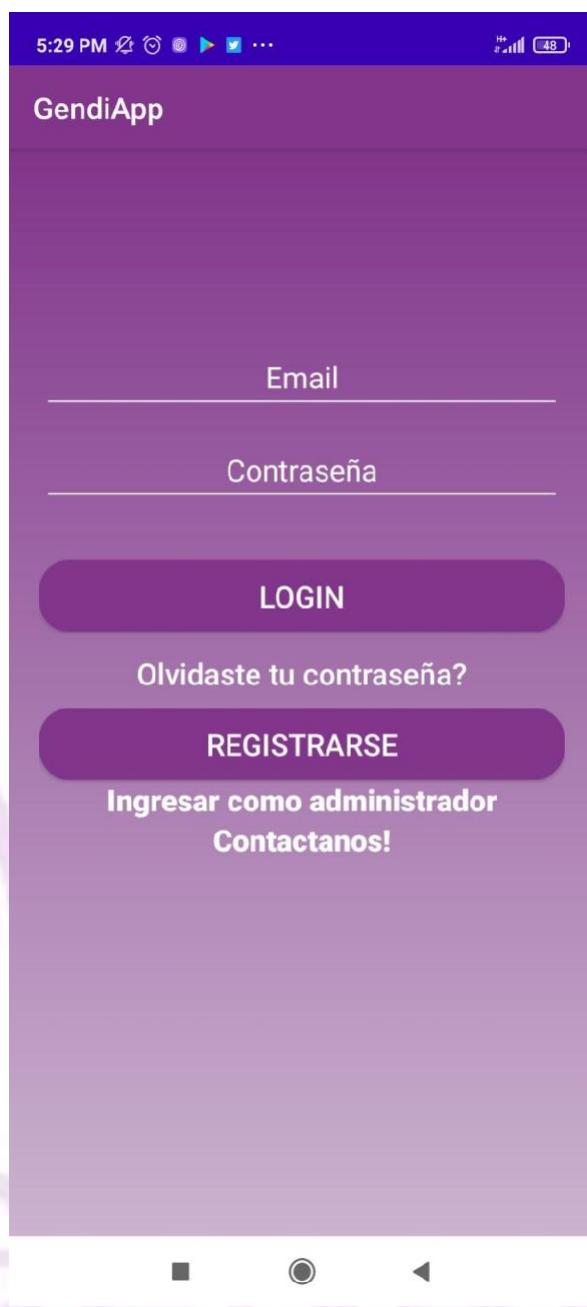 5:29 PM
H+
48
GendiApp
Email
Contraseña
LOGIN
Olvidaste tu contraseña?
REGISTRARSE
Ingresar como administrador
Contactanos!